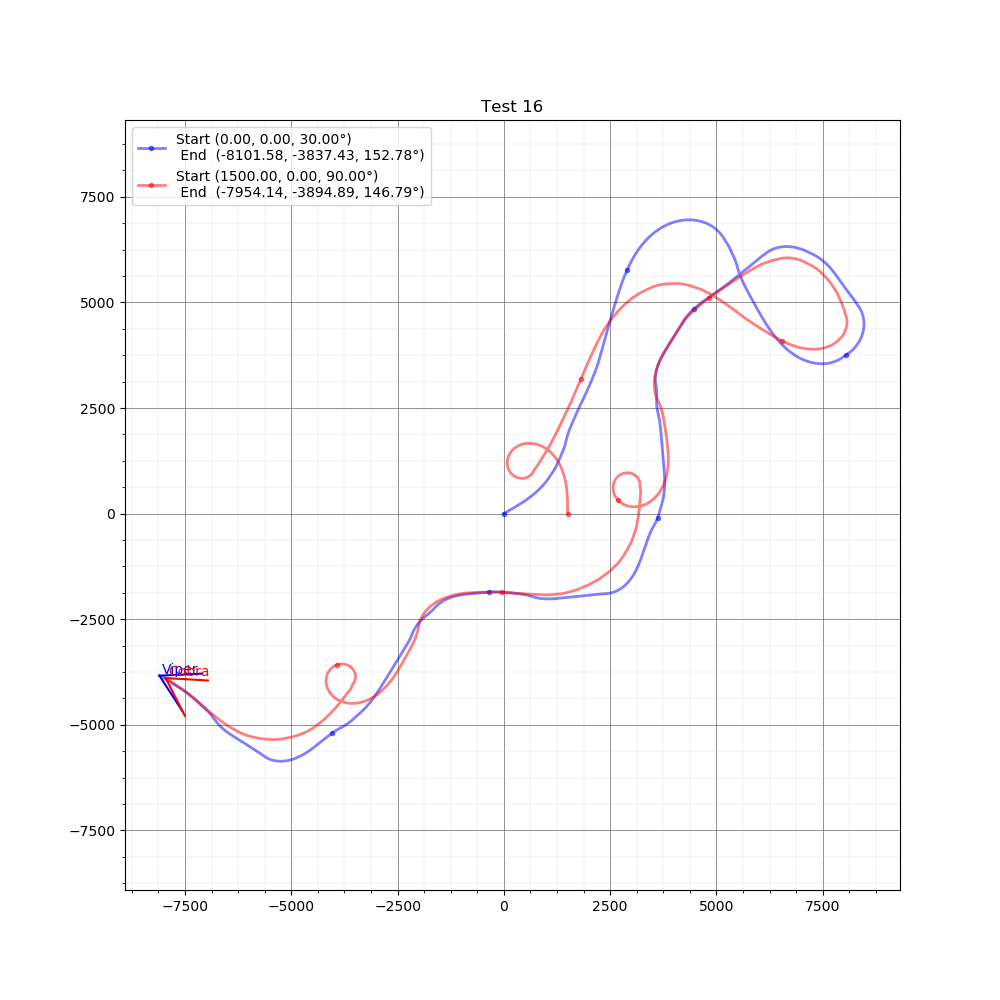 Test 16
Start (0.00, 0.00, 30.00°)
End (-8101.58, -3837.43, 152.78°)
Start (1500.00, 0.00, 90.00°)
End (-7954.14, -3894.89, 146.79°)
7500
5000
2500
0
−2500
−5000
−7500
Viper
−7500 −5000 −2500 0 2500 5000 7500